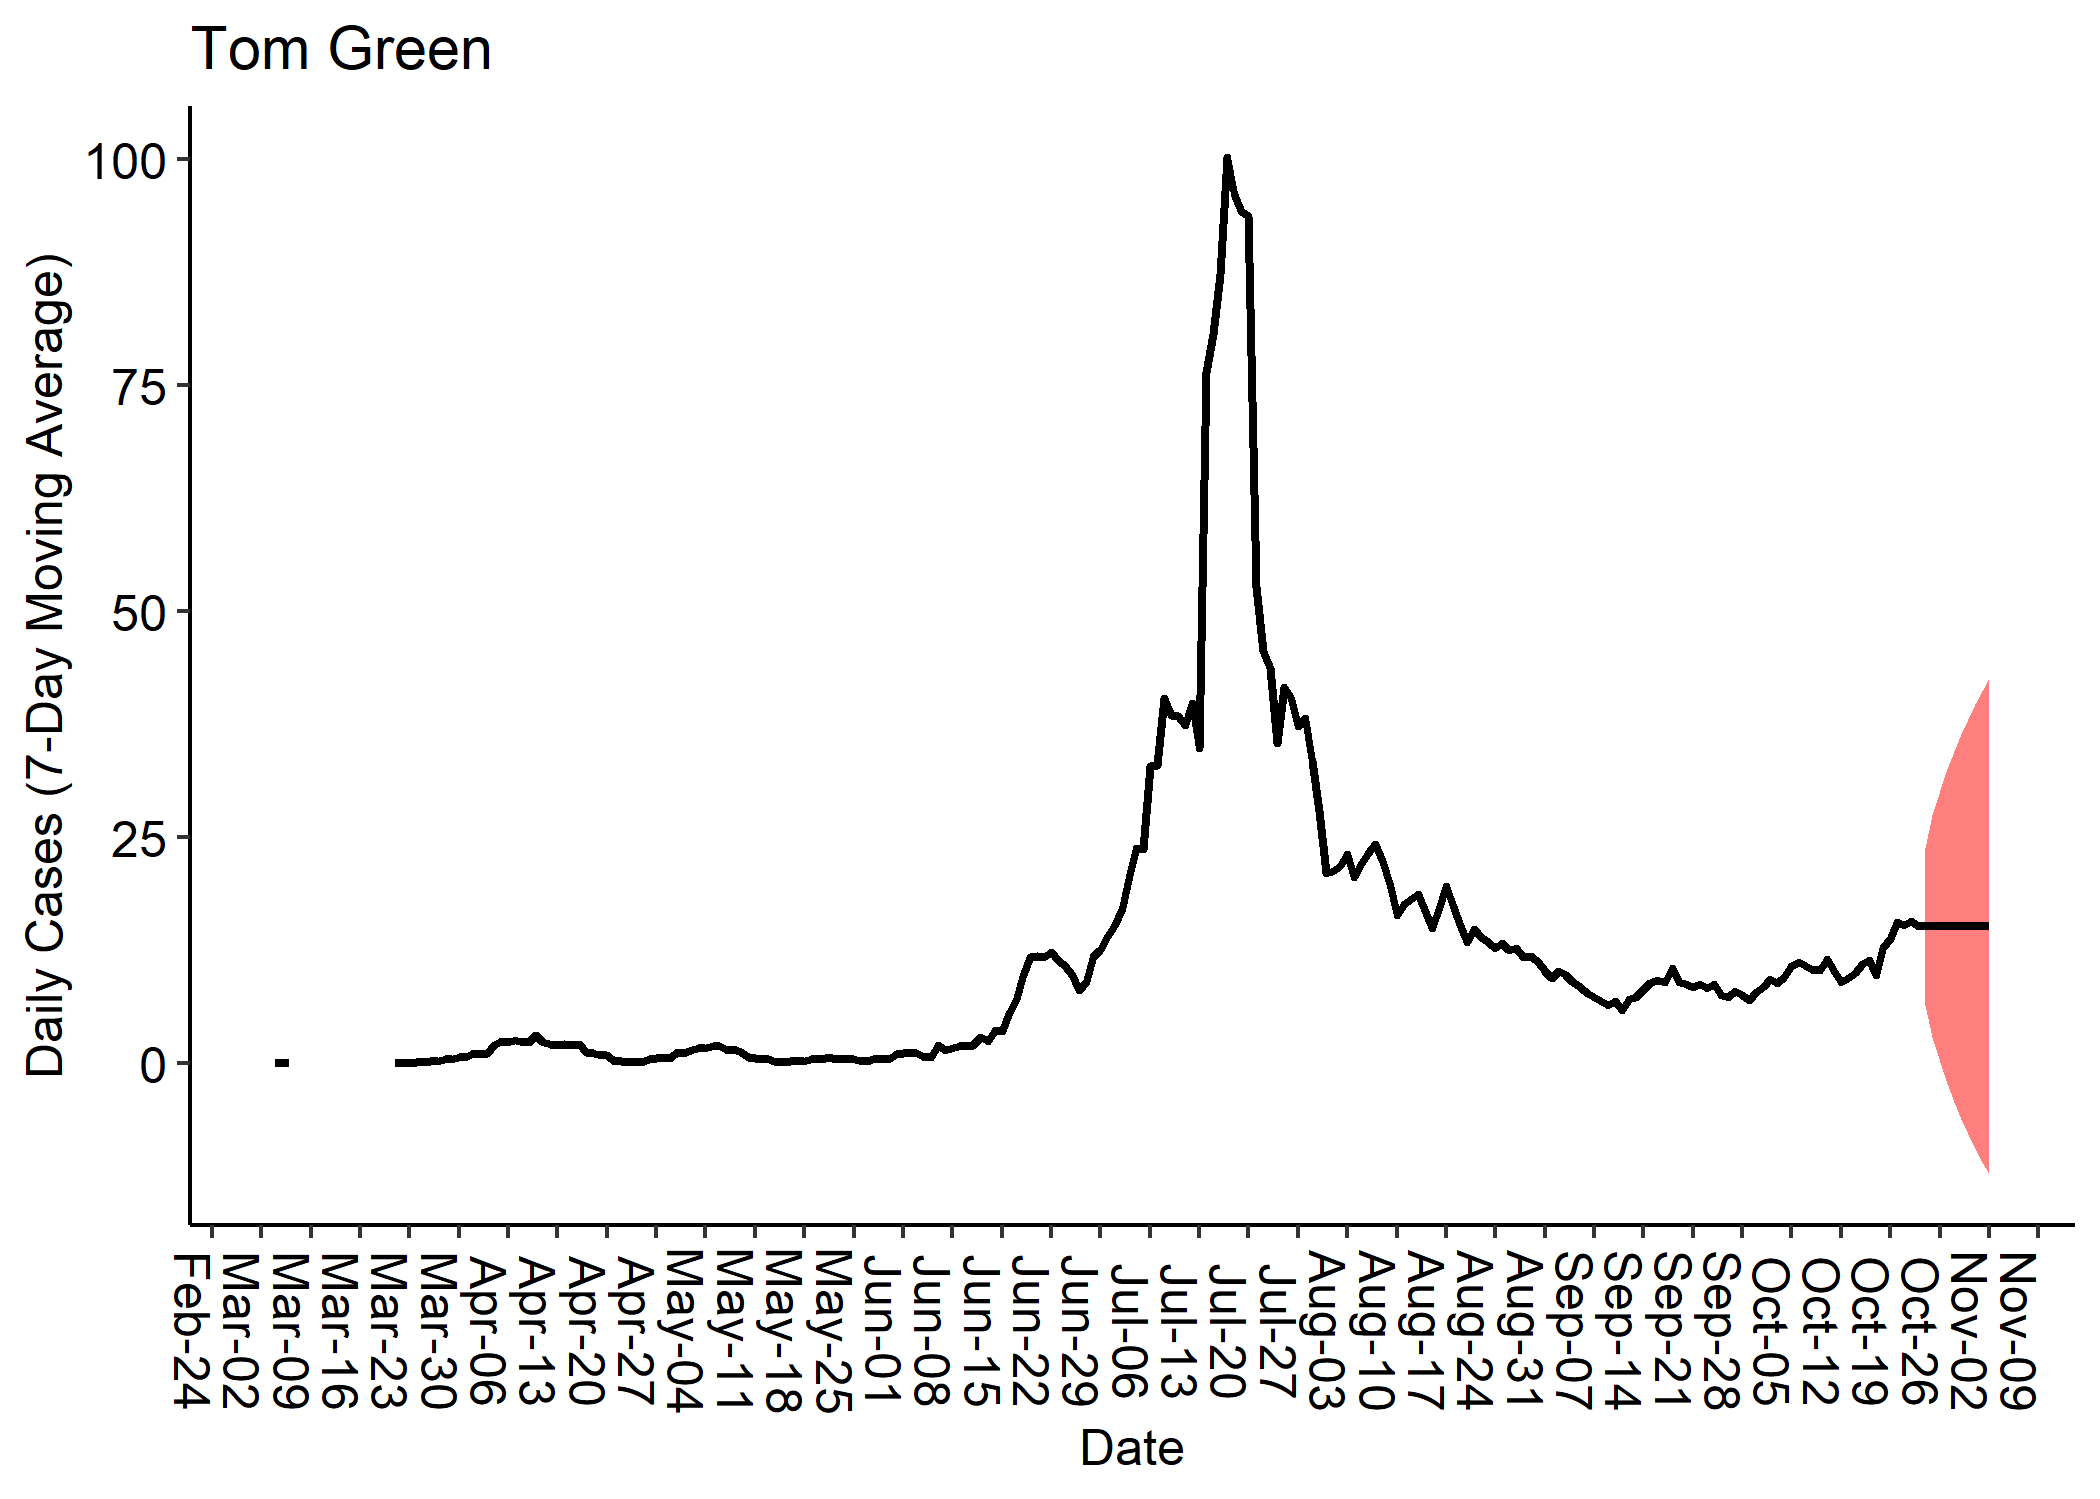 Tom Green
Daily Cases (7-Day Moving Average)
100
75
50
25
0
Feb-24
Mar-02
Mar-09
Mar-16
Mar-23
Mar-30
Apr-06
Apr-13
Apr-20
Apr-27
May-04
May-11
May-18
May-25
Jun-01
Jun-08
Jun-15
Jun-22
Jun-29
Jul-06
Jul-13
Jul-20
Jul-27
Aug-03
Aug-10
Aug-17
Aug-24
Aug-31
Sep-07
Sep-14
Sep-21
Sep-28
Oct-05
Oct-12
Oct-19
Oct-26
Nov-02
Nov-09
Date